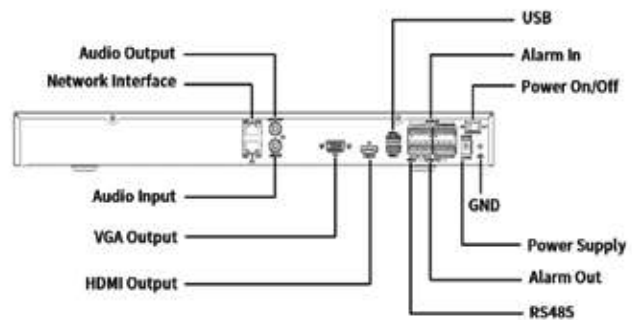 USB
Audio Output
Alarm In
Network Interface
Power On/Off
Audio Input
GND
VGA Output
Power Supply
HDMI Output
Alarm Out
RS485